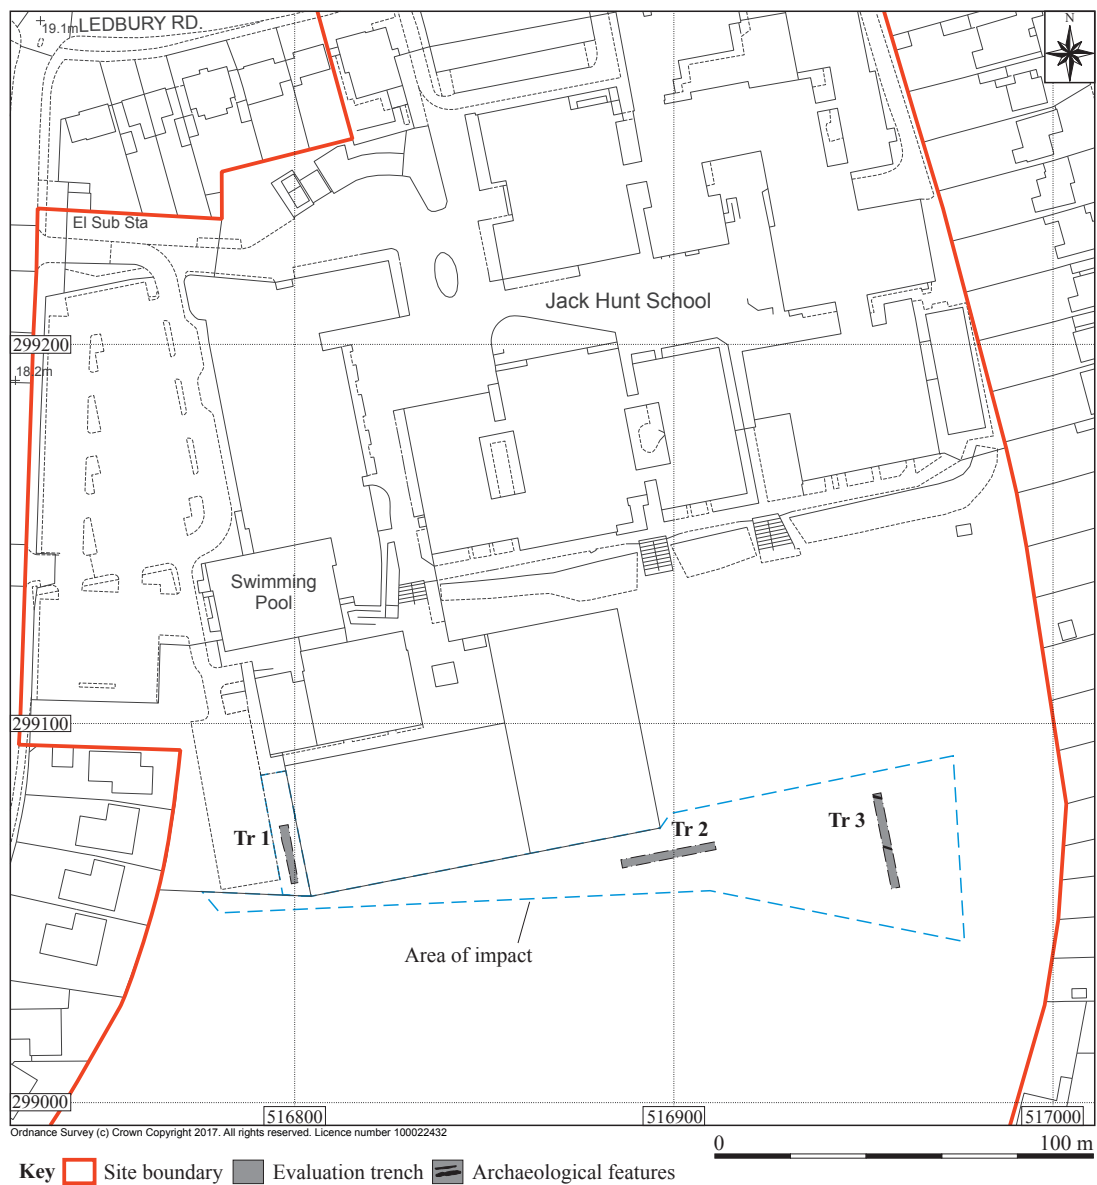 19.1m
LEDBURY RD.
N
El Sub Sta
Jack Hunt School
299200
18.2m
Swimming
Pool
299100
Tr 1
Tr 2
Tr 3
Area of impact
299000
516800
516900
517000
Ordnance Survey (c) Crown Copyright 2017. All rights reserved. Licence number 100022432
0 100 m
Key Site boundary Evaluation trench Archaeological features